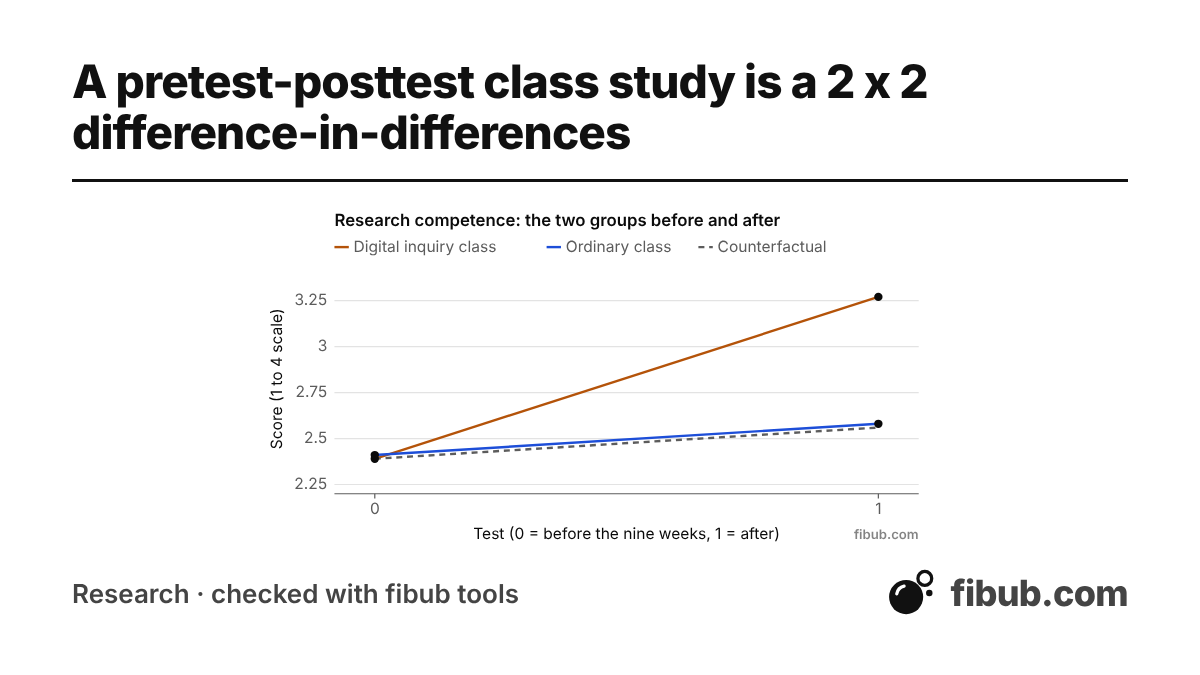 A pretest-posttest class study is a 2 x 2
difference-in-differences
Research competence: the two groups before and after
Digital inquiry class Ordinary class Counterfactual
Score (1 to 4 scale)
3.25
3
2.75
2.5
2.25
0 1
Test (0 = before the nine weeks, 1 = after)
fibub.com
Research · checked with fibub tools
fibub.com